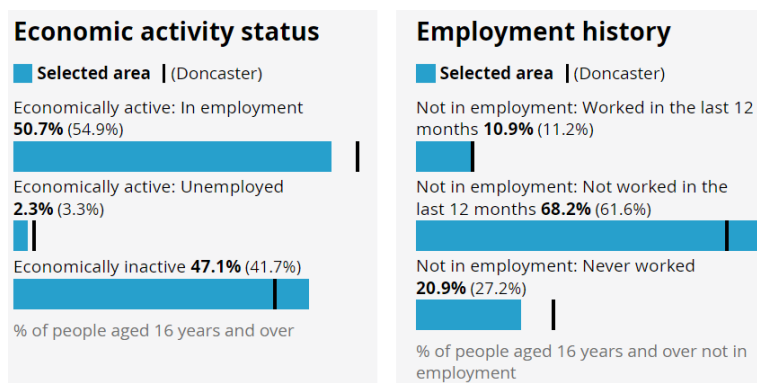 Economic activity status
Selected area (Doncaster)
Economically active: In employment
50.7% (54.9%)
Economically active: Unemployed
2.3% (3.3%)
Economically inactive 47.1% (41.7%)
% of people aged 16 years and over
Employment history
Selected area (Doncaster)
Not in employment: Worked in the last 12
months 10.9% (11.2%)
Not in employment: Not worked in the
last 12 months 68.2% (61.6%)
Not in employment: Never worked
20.9% (27.2%)
% of people aged 16 years and over not in
employment